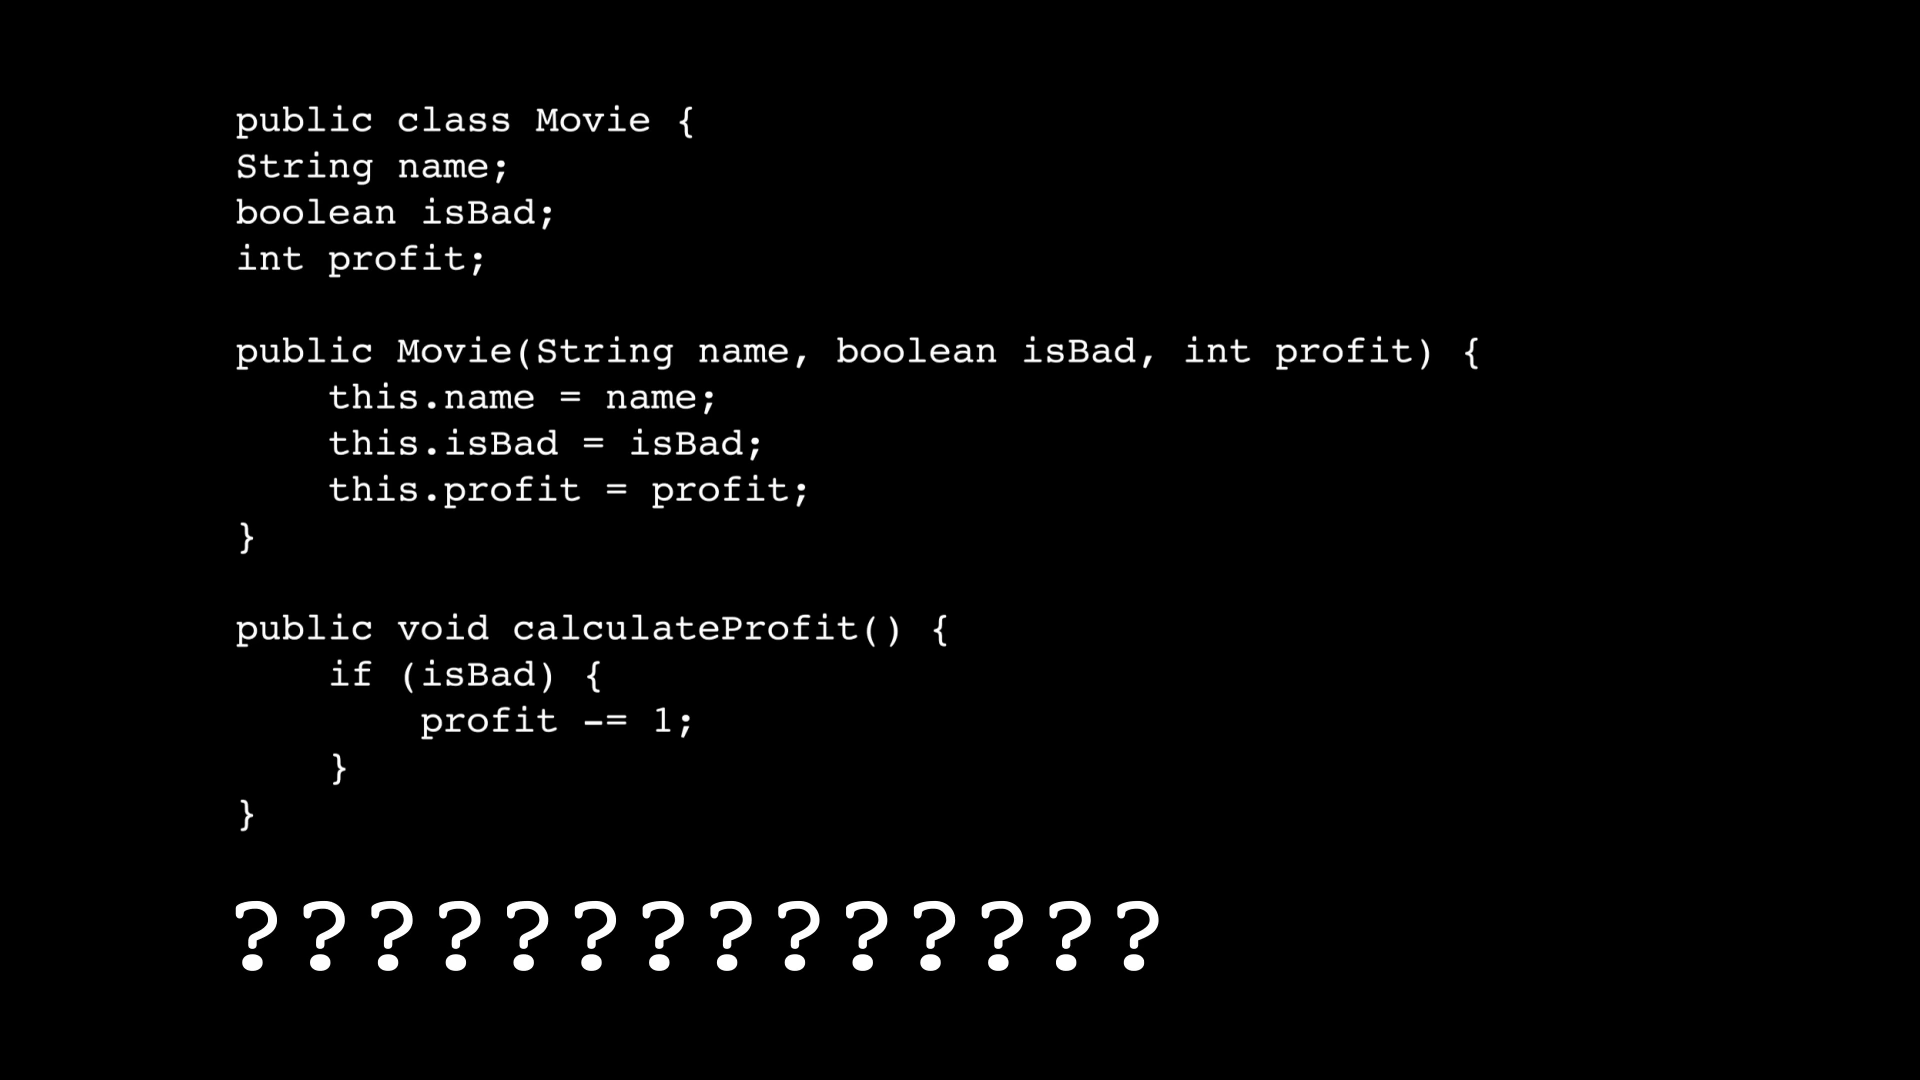 public class Movie {
String name;
boolean isBad;
int profit;

public Movie(String name, boolean isBad, int profit) {
    this.name = name;
    this.isBad = isBad;
    this.profit = profit;
}

public void calculateProfit() {
    if (isBad) {
        profit -= 1;
    }
}

??????????????